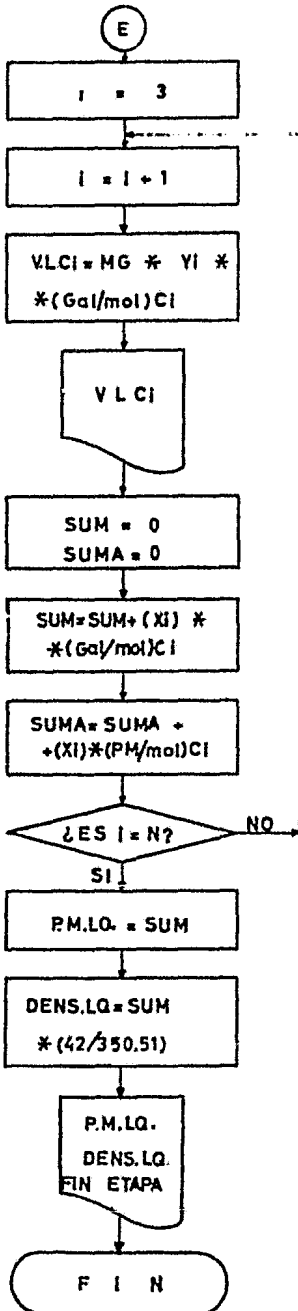 E
i = 3
i = i + 1
V.L.Ci = MG * Yi *
*(Gal/mol)Ci
V L Ci
SUM = 0
SUMA = 0
SUM=SUM+(Xi) *
*(Gal/mol)Ci
SUMA= SUMA +
+(Xi)*(PM/mol)Ci
¿ES i = N?
NO
SI
P.M.LQ. = SUM
DENS.LQ = SUM
*(42/350.51)
P.M.LQ.
DENS.LQ.
FIN ETAPA
F I N